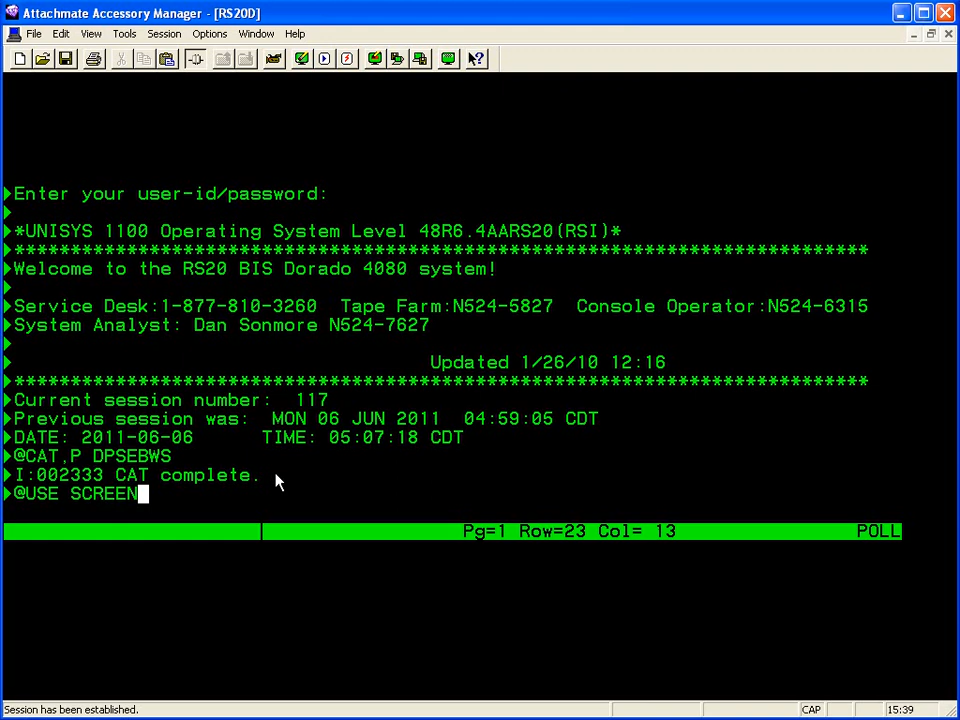 Attachmate Accessory Manager - [RS20D]
File Edit View Tools Session Options Window Help
Enter your user-id/password:
*UNISYS 1100 Operating System Level 48R6.4AARS20(RSI)*
****************************************************************************
Welcome to the RS20 BIS Dorado 4080 system!
Service Desk:1-877-810-3260 Tape Farm:N524-5827 Console Operator:N524-6315
System Analyst: Dan Sonmore N524-7627
Updated 1/26/10 12:16
****************************************************************************
Current session number: 117
Previous session was: MON 06 JUN 2011 04:59:05 CDT
DATE: 2011-06-06 TIME: 05:07:18 CDT
@CAT,P DPSEBWS
I:002333 CAT complete.
@USE SCREEN
Pg=1 Row=23 Col= 13 POLL
Session has been established. CAP 15:39